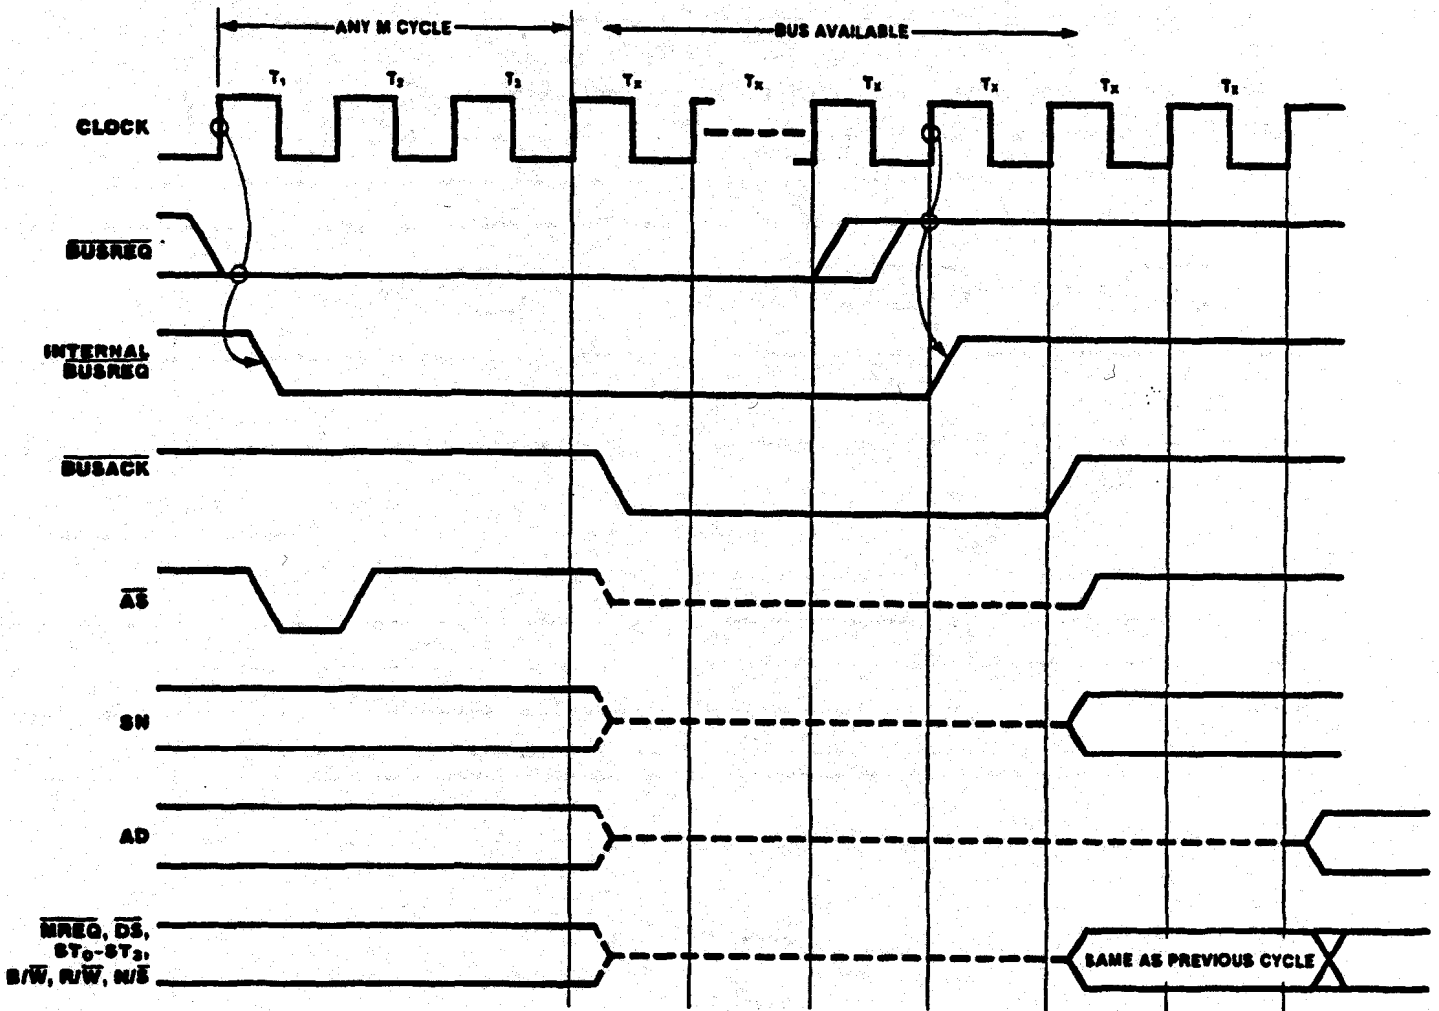 ANY M CYCLE
BUS AVAILABLE
T1 T2 T3 TX TX TX TX TX TX
CLOCK
BUSREQ
INTERNAL
BUSREQ
BUSACK
AS
SN
AD
MREQ, DS,
ST0-ST3,
B/W, R/W, N/S
SAME AS PREVIOUS CYCLE